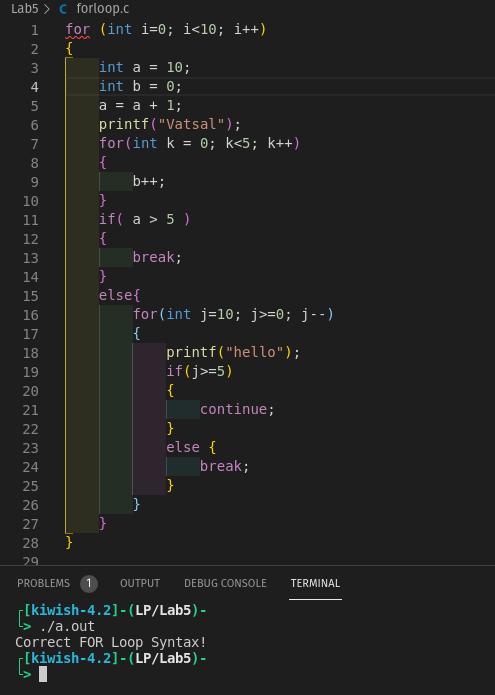 Lab5 > C forloop.c
1 for (int i=0; i<10; i++)
2 {
3 int a = 10;
4 int b = 0;
5 a = a + 1;
6 printf("Vatsal");
7 for(int k = 0; k<5; k++)
8 {
9 b++;
10 }
11 if( a > 5 )
12 {
13 break;
14 }
15 else{
16 for(int j=10; j>=0; j--)
17 {
18 printf("hello");
19 if(j>=5)
20 {
21 continue;
22 }
23 else {
24 break;
25 }
26 }
27 }
28 }
29
PROBLEMS 1 OUTPUT DEBUG CONSOLE TERMINAL
┌[kiwish-4.2]-(LP/Lab5)-
└> ./a.out
Correct FOR Loop Syntax!
┌[kiwish-4.2]-(LP/Lab5)-
└>